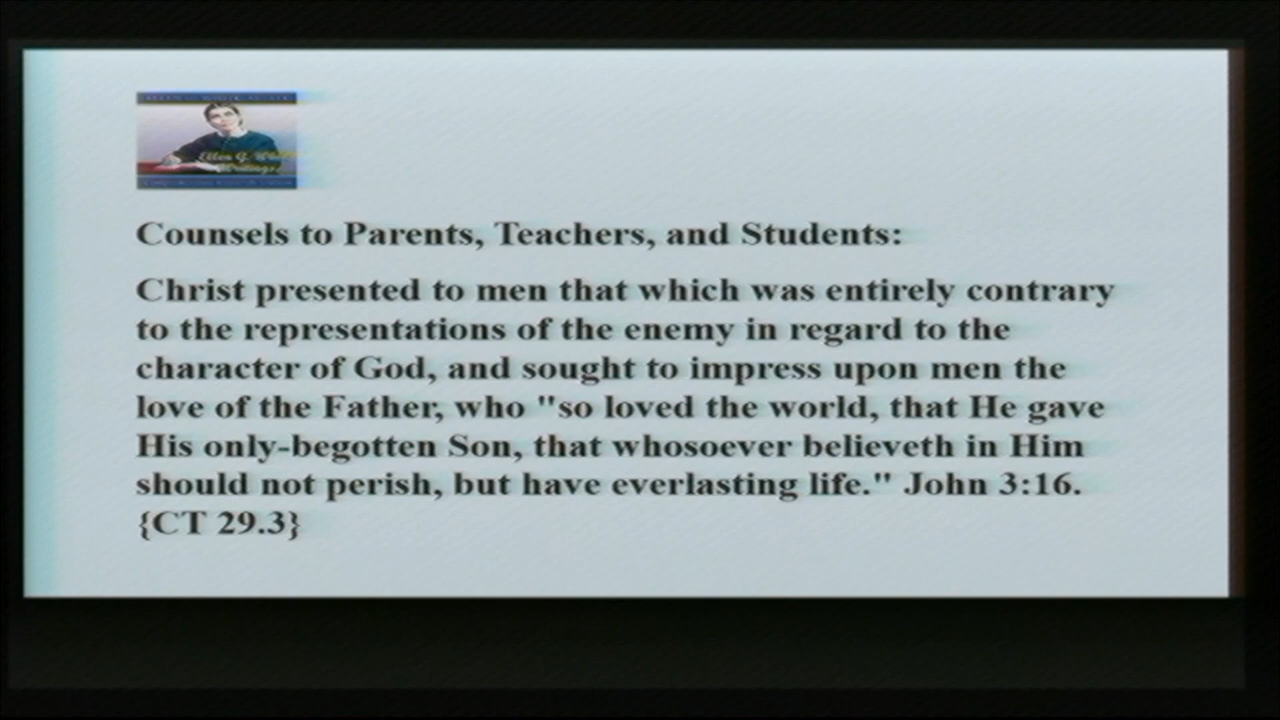 Ellen G. White
Writings
Counsels to Parents, Teachers, and Students:
Christ presented to men that which was entirely contrary
to the representations of the enemy in regard to the
character of God, and sought to impress upon men the
love of the Father, who "so loved the world, that He gave
His only-begotten Son, that whosoever believeth in Him
should not perish, but have everlasting life." John 3:16.
{CT 29.3}